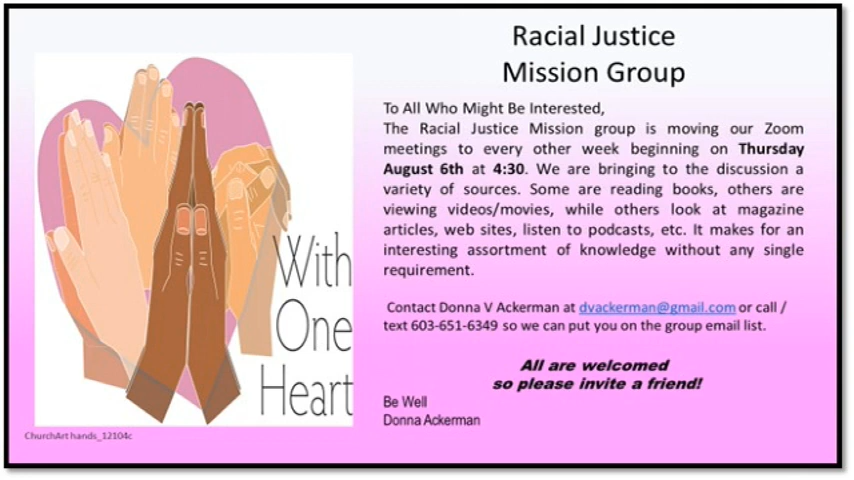 Racial Justice
Mission Group
To All Who Might Be Interested,
The Racial Justice Mission group is moving our Zoom
meetings to every other week beginning on Thursday
August 6th at 4:30. We are bringing to the discussion a
variety of sources. Some are reading books, others are
viewing videos/movies, while others look at magazine
articles, web sites, listen to podcasts, etc. It makes for an
interesting assortment of knowledge without any single
requirement.
Contact Donna V Ackerman at dvackerman@gmail.com or call /
text 603-651-6349 so we can put you on the group email list.
All are welcomed
so please invite a friend!
Be Well
Donna Ackerman
With
One
Heart
ChurchArt hands_12104c